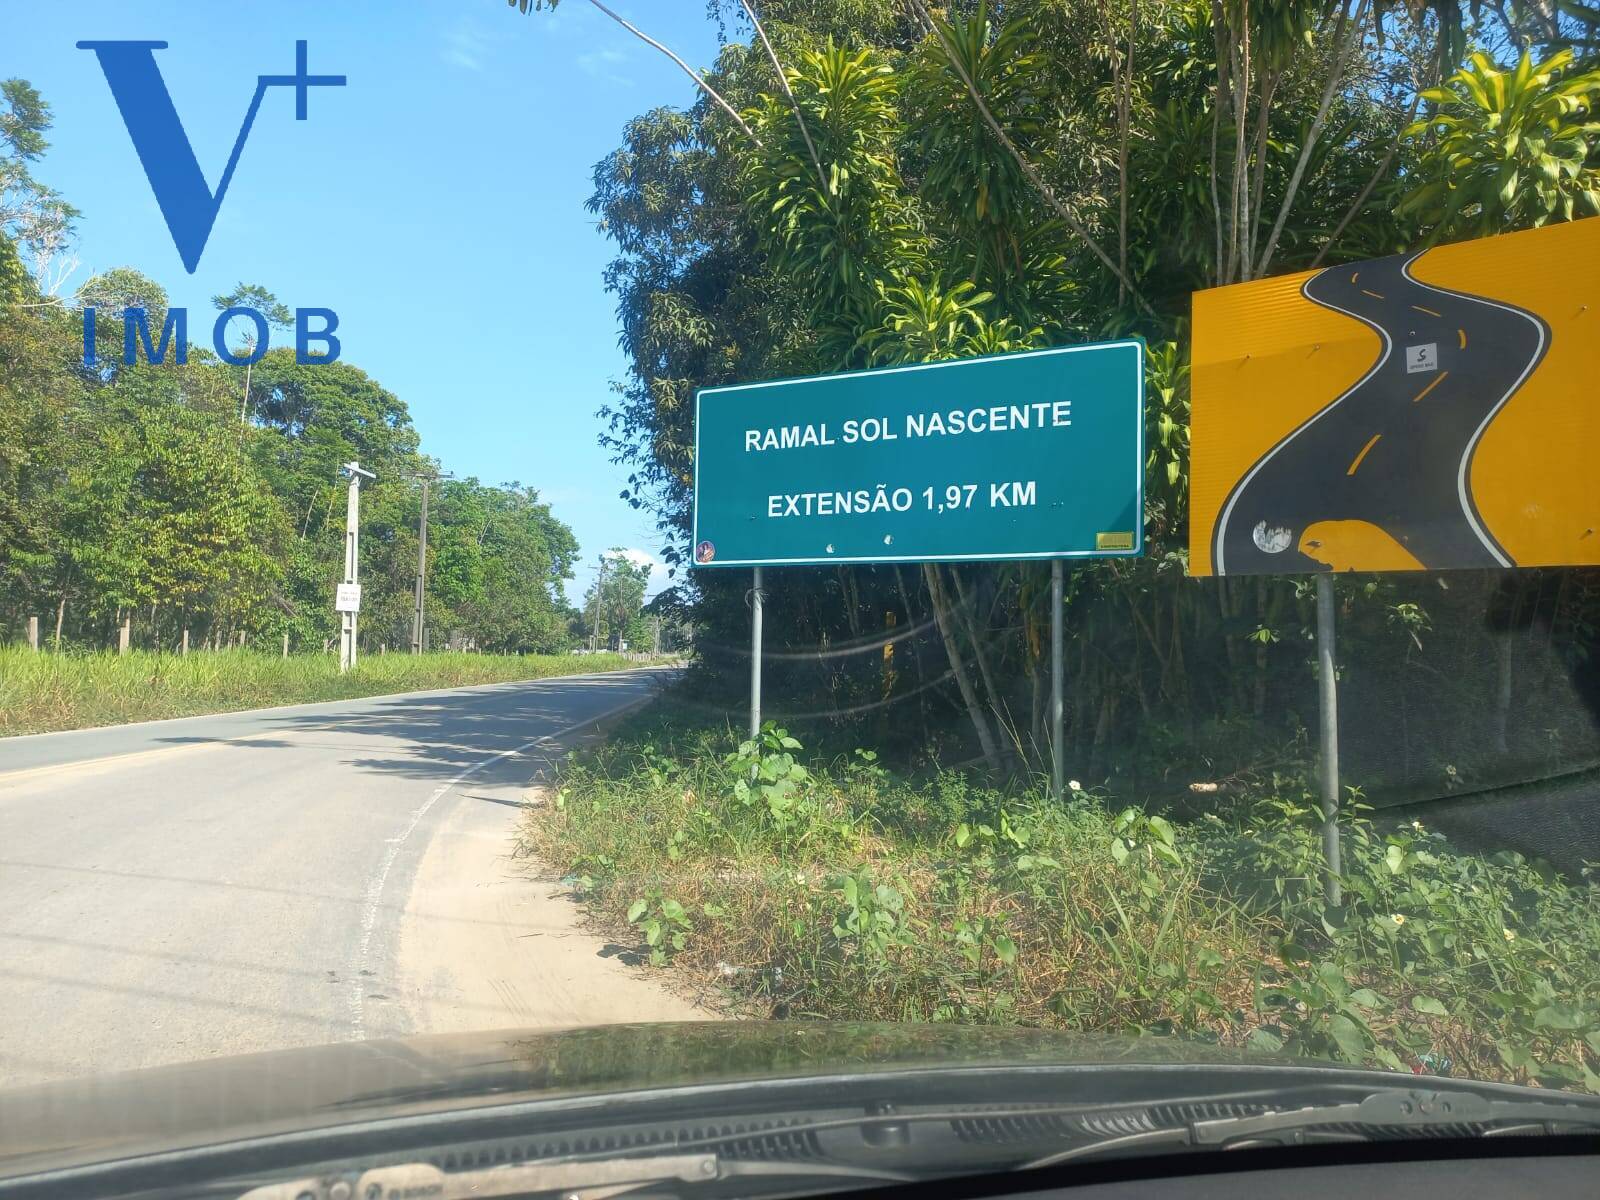 V+
IMOB
RAMAL SOL NASCENTE
EXTENSÃO 1,97 KM